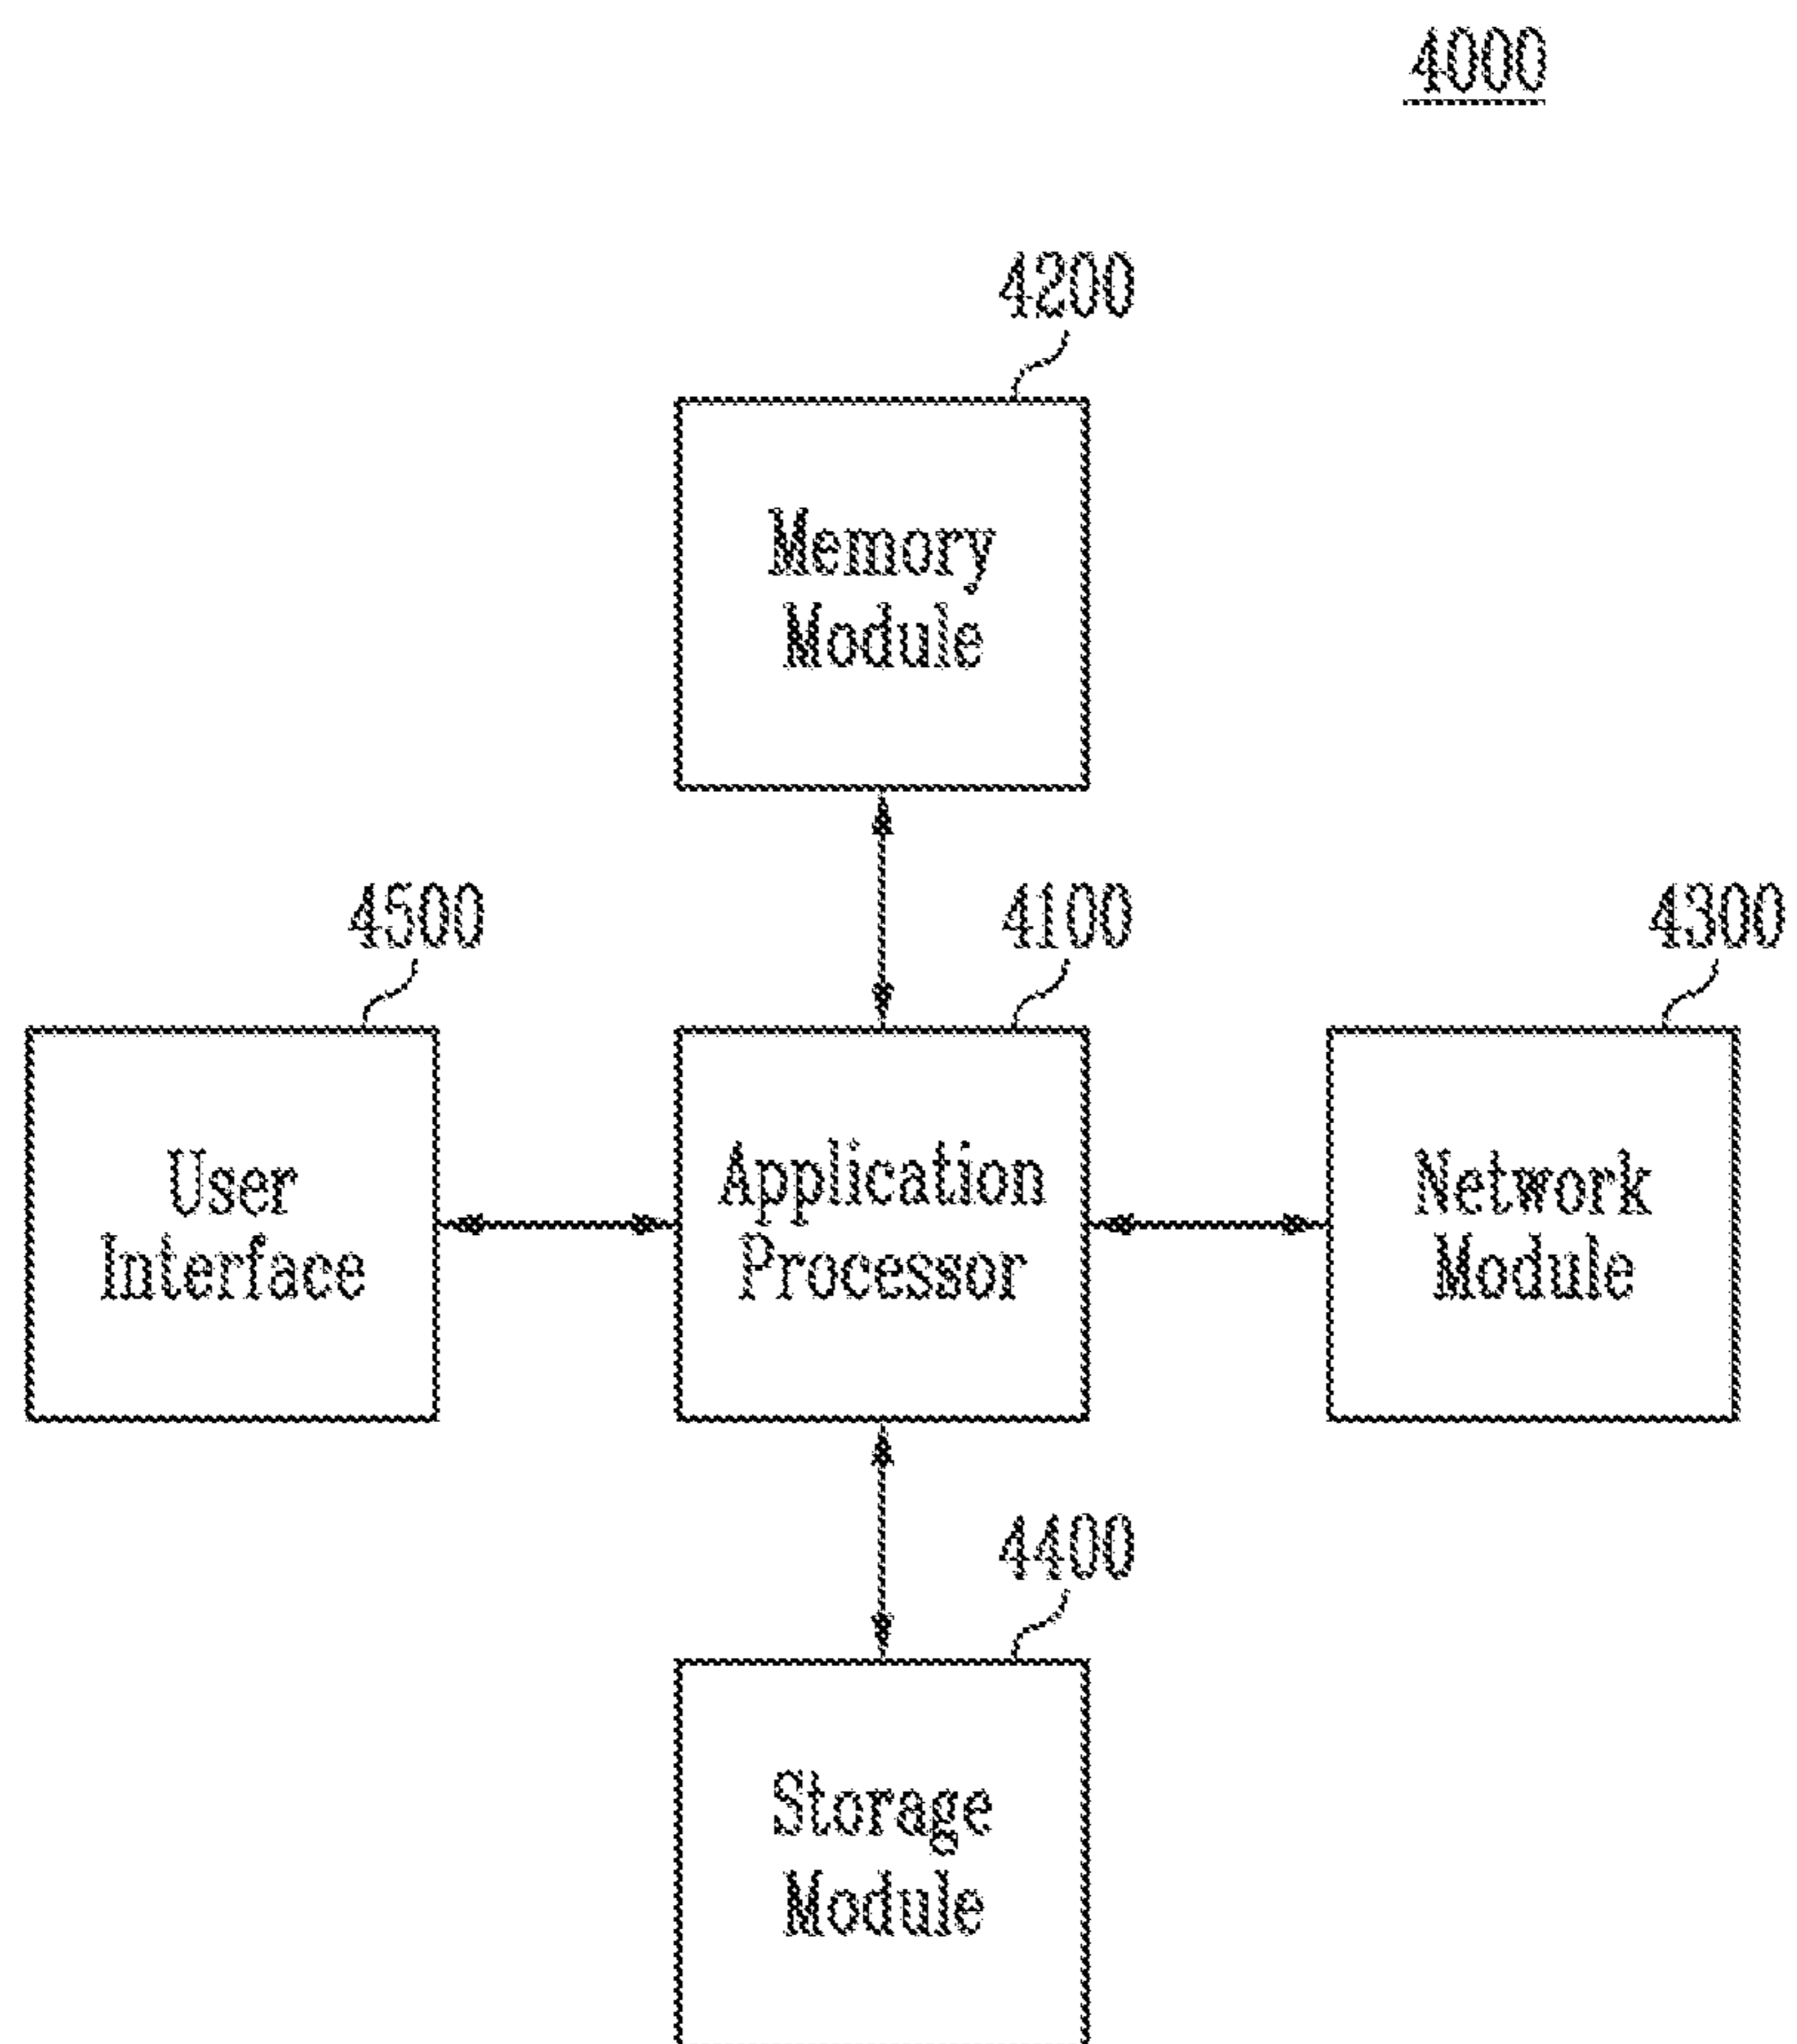 4000
4200
Memory
Module
4500
4100
4300
User
Interface
Application
Processor
Network
Module
4400
Storage
Module